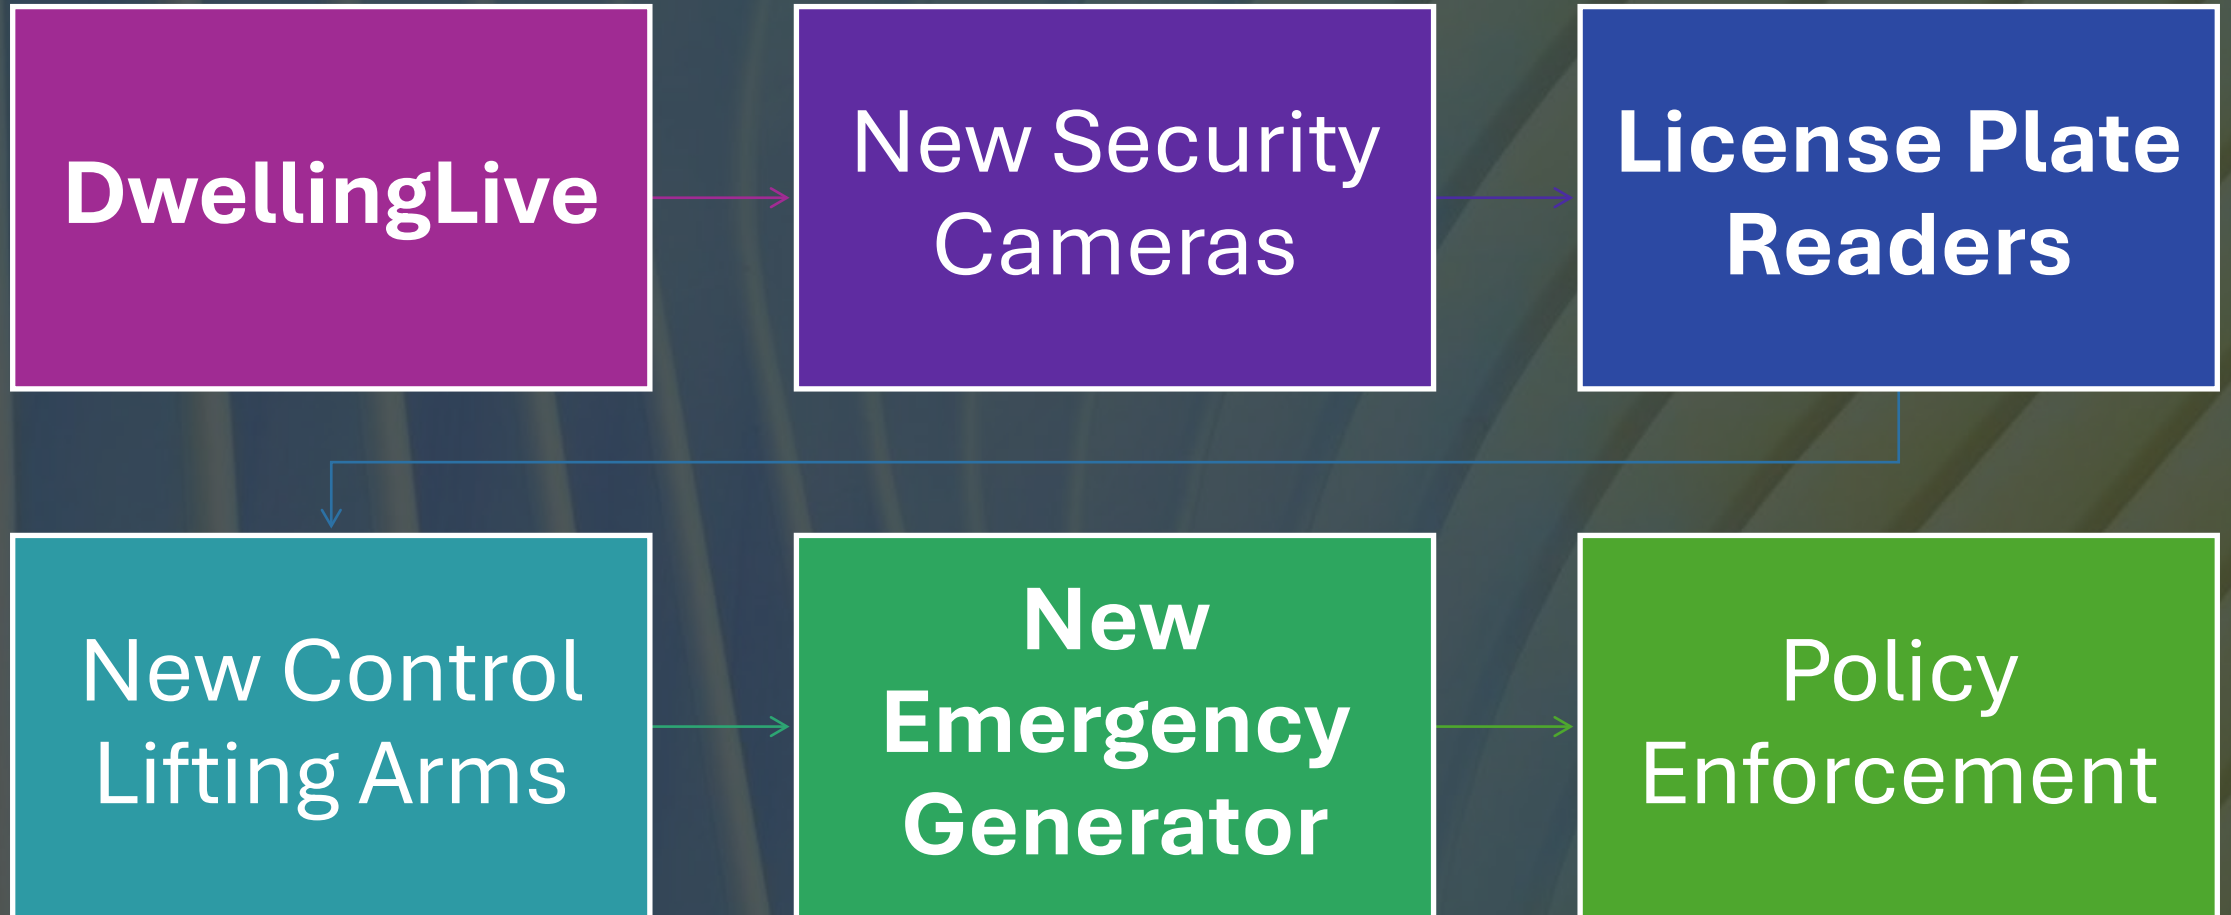 DwellingLive
New Security
Cameras
License Plate
Readers
New Control
Lifting Arms
New
Emergency
Generator
Policy
Enforcement